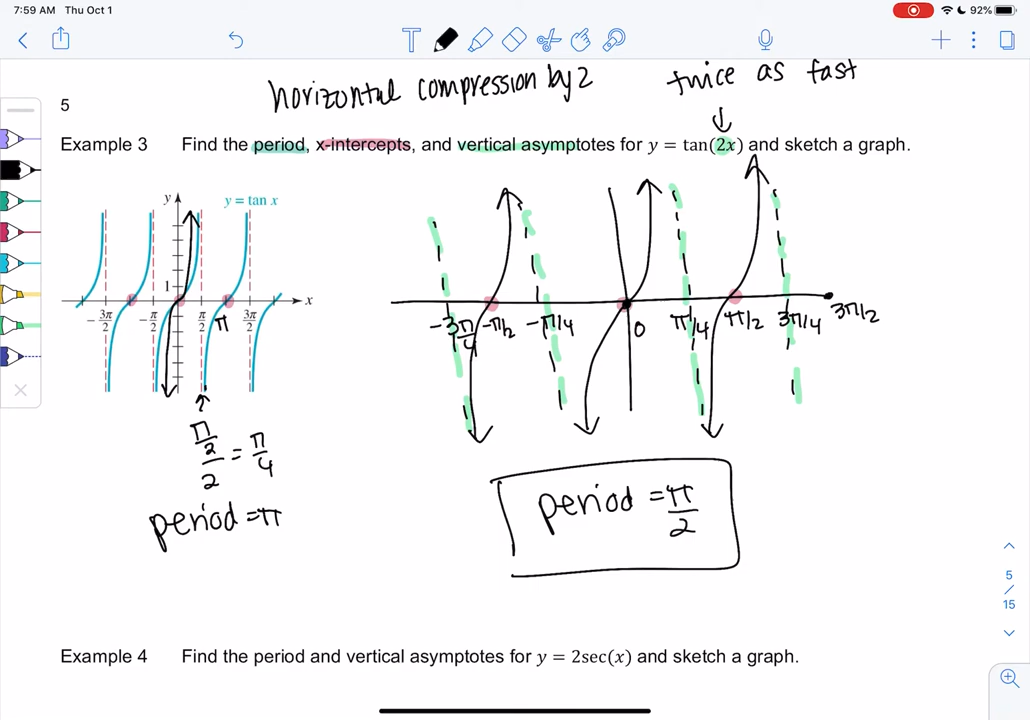 7:59 AM Thu Oct 1
92%
T
horizontal compression by 2
twice as fast
5
Example 3 Find the period, x-intercepts, and vertical asymptotes for y = tan(2x) and sketch a graph.
y
y = tan x
1
x
-3π/2 -π/2 π/2 π 3π/2
-3π/4 -π/2 -π/4 0 π/4 π/2 3π/4 3π/2
π/2/2 = π/4
period = π
period = π/2
5
/
15
Example 4 Find the period and vertical asymptotes for y = 2sec(x) and sketch a graph.